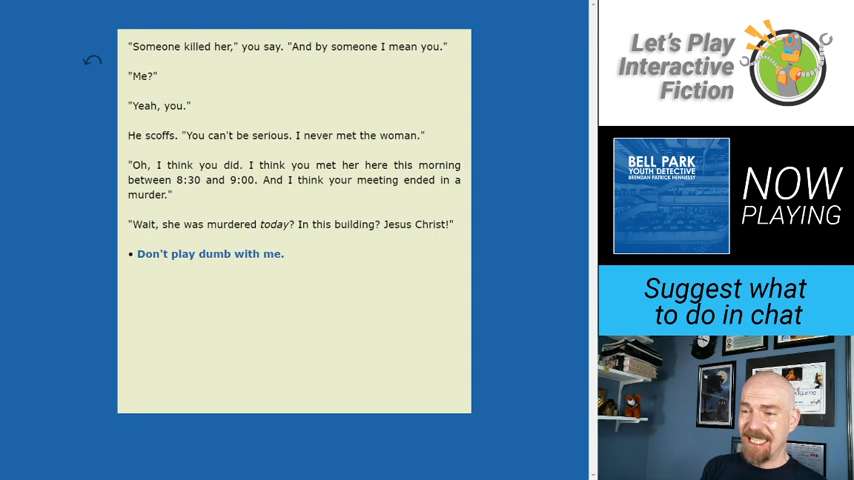 "Someone killed her," you say. "And by someone I mean you."
"Me?"
"Yeah, you."
He scoffs. "You can't be serious. I never met the woman."
"Oh, I think you did. I think you met her here this morning
between 8:30 and 9:00. And I think your meeting ended in a
murder."
"Wait, she was murdered today? In this building? Jesus Christ!"
• Don't play dumb with me.
Let's Play
Interactive
Fiction
BELL PARK
YOUTH DETECTIVE
BRENDAN PATRICK HENNESSY
NOW
PLAYING
Suggest what
to do in chat